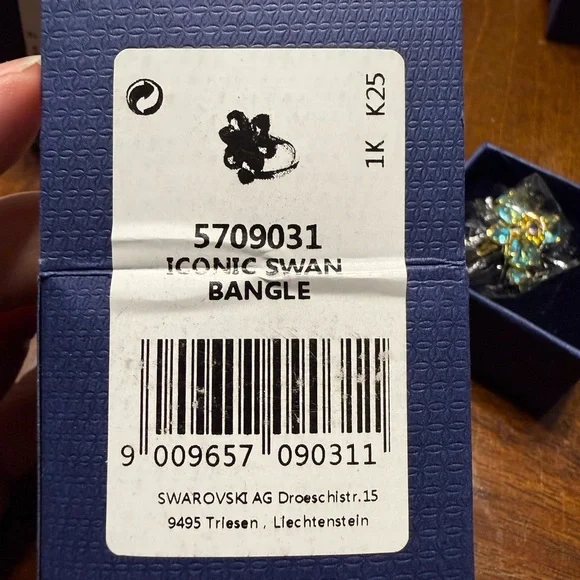 1K K25
5709031
ICONIC SWAN
BANGLE
9 009657 090311
SWAROVSKI AG Droeschistr.15
9495 Triesen , Liechtenstein